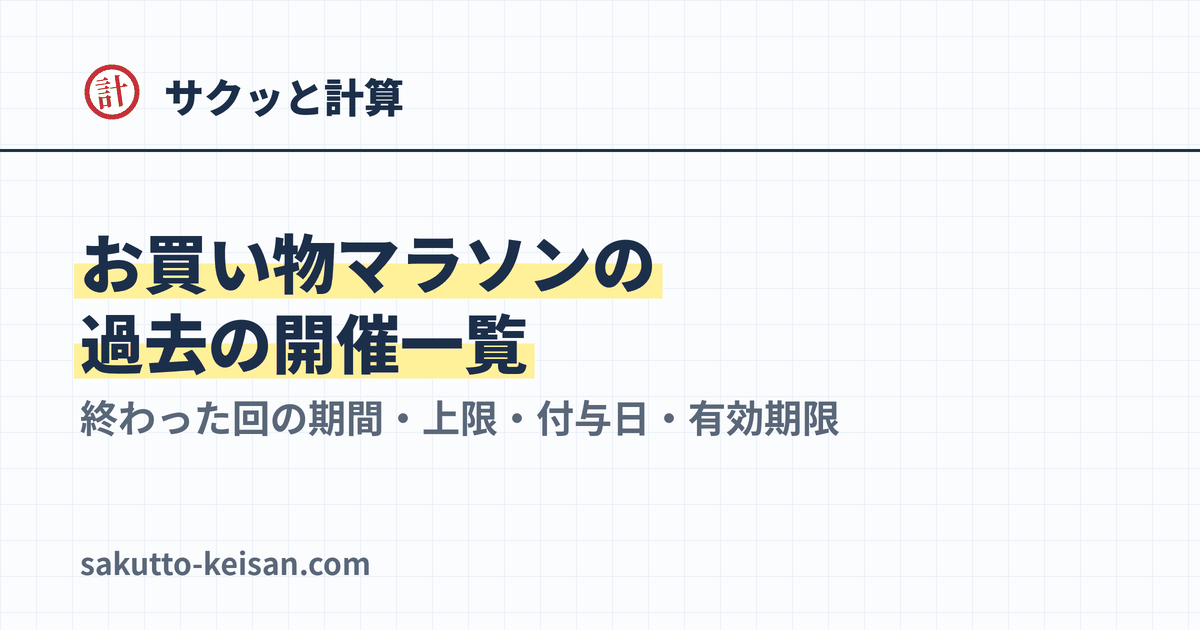 計 サクッと計算
お買い物マラソンの
過去の開催一覧
終わった回の期間・上限・付与日・有効期限
sakutto-keisan.com